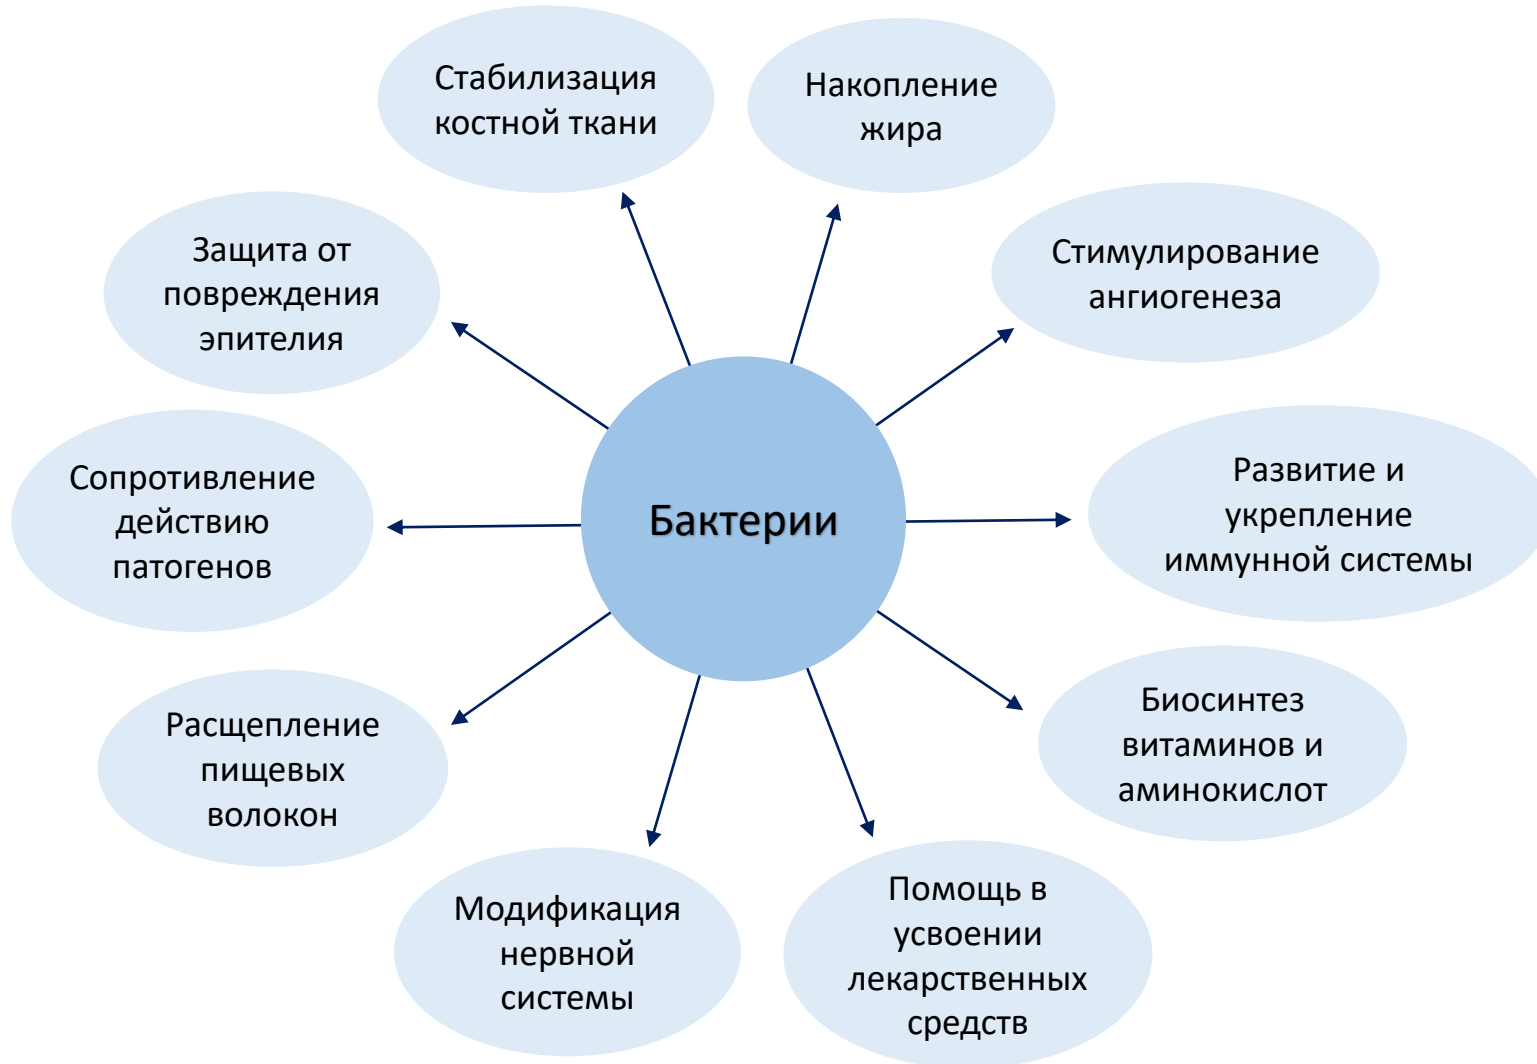 Стабилизация
костной ткани
Накопление
жира
Стимулирование
ангиогенеза
Защита от
повреждения
эпителия
Сопротивление
действию
патогенов
Бактерии
Развитие и
укрепление
иммунной системы
Биосинтез
витаминов и
аминокислот
Расщепление
пищевых
волокон
Модификация
нервной
системы
Помощь в
усвоении
лекарственных
средств